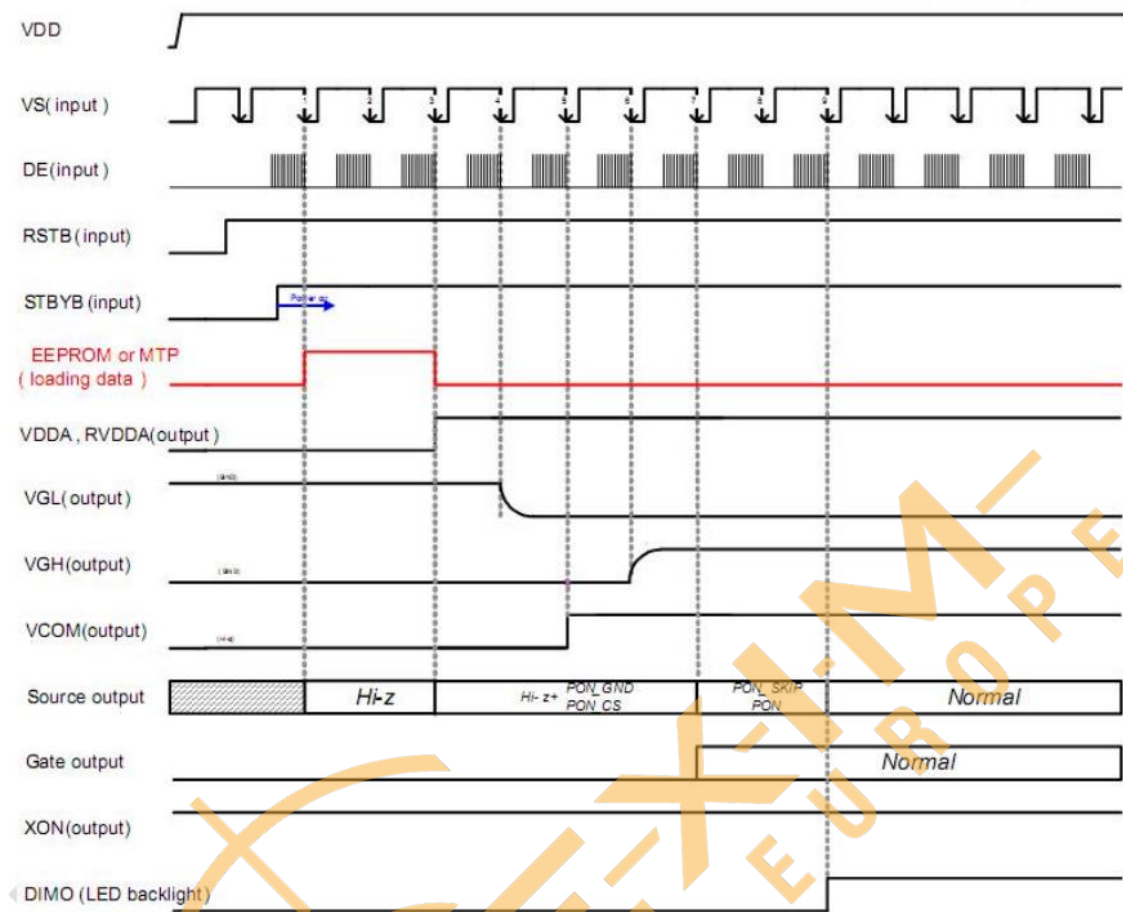 VDD
VS( input )
1 2 3 4 5 6 7 8 9
DE(input)
RSTB(input)
STBYB(input)
EEPROM or MTP
( loading data )
VDDA , RVDDA(output)
VGL(output)
VGH(output)
VCOM(output)
Source output
Hi-z
Hi- z+
PON_GND
PON_CS
PON_SKIP
PON
Normal
Gate output
Normal
XON(output)
DIMO (LED backlight)
EUROPE